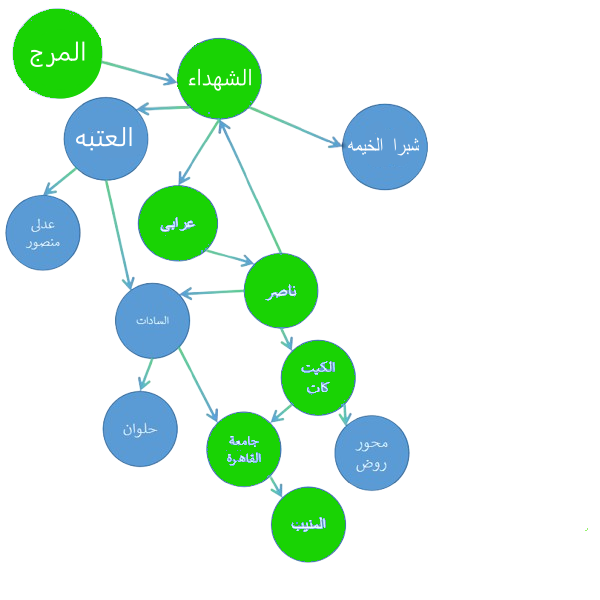 المرج
الشهداء
العتبه
شبرا الخيمه
عدلى
منصور
عرابى
ناصر
السادات
الكيت
كات
حلوان
جامعة
القاهرة
محور
روض
المنيب